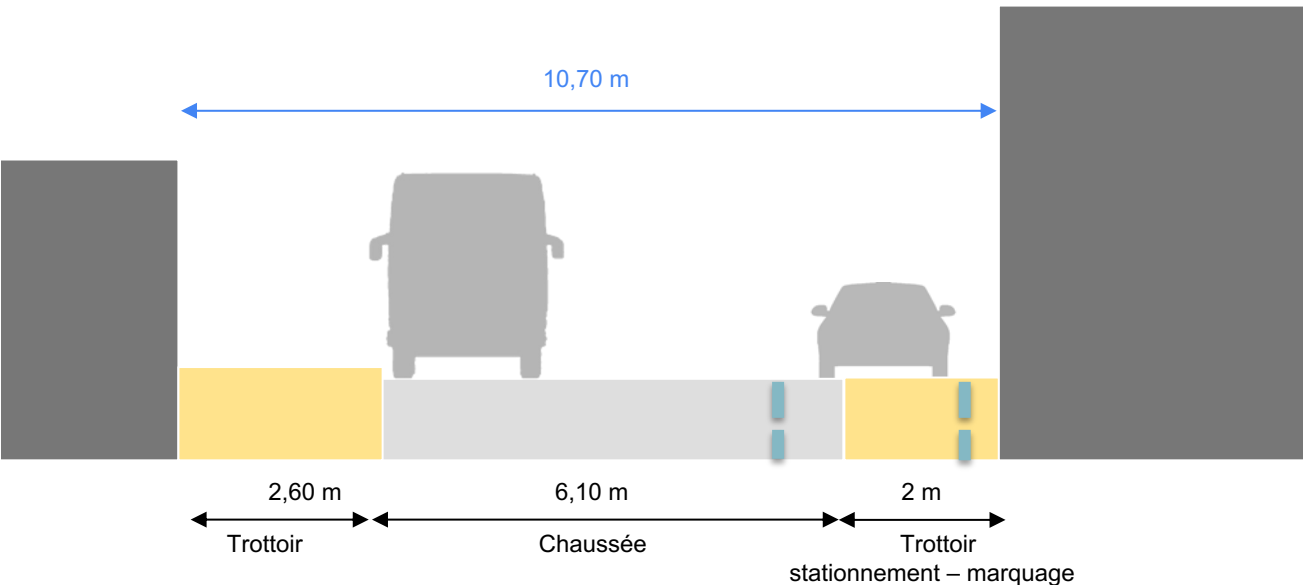 10,70 m
2,60 m
6,10 m
2 m
Trottoir
Chaussée
Trottoir
stationnement – marquage